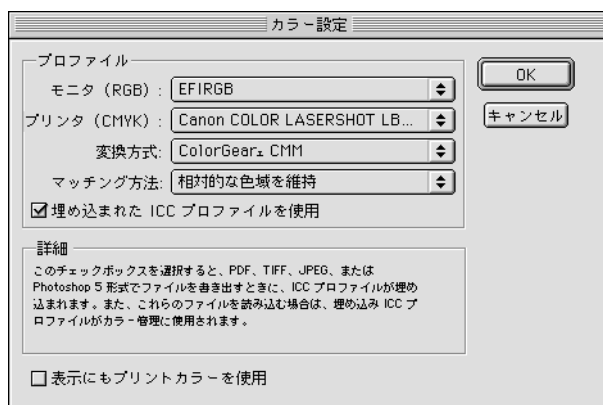 カラー設定
プロファイル
モニタ (RGB) : EFIRGB
プリンタ (CMYK) : Canon COLOR LASERSHOT LB...
変換方式: ColorGear CMM
マッチング方法: 相対的な色域を維持
埋め込まれた ICC プロファイルを使用
OK
キャンセル
詳細
このチェックボックスを選択すると、PDF、TIFF、JPEG、または
Photoshop 5 形式でファイルを書き出すときに、ICC プロファイルが埋め
込まれます。また、これらのファイルを読み込む場合は、埋め込み ICC プ
ロファイルがカラー管理に使用されます。
表示にもプリントカラーを使用